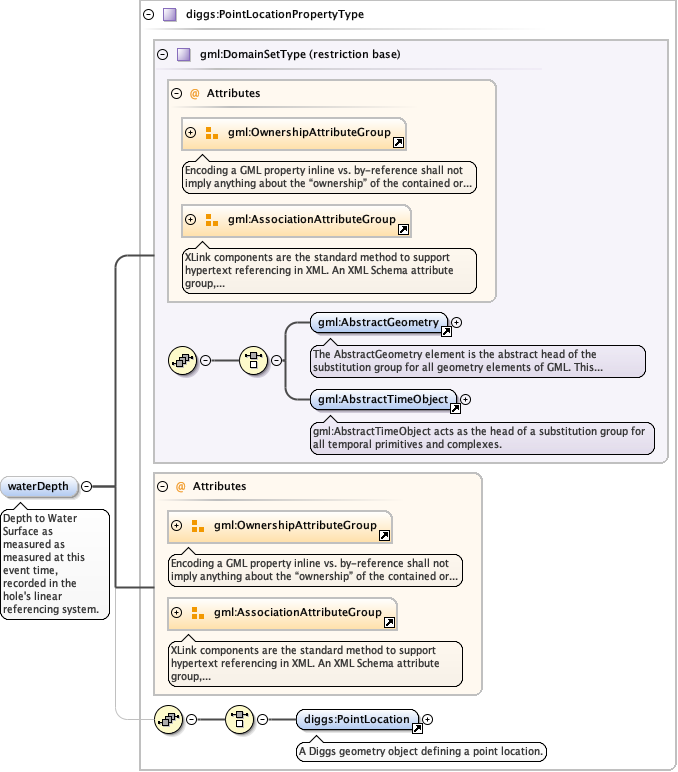 diggs:PointLocationPropertyType
gml:DomainSetType (restriction base)
@ Attributes
gml:OwnershipAttributeGroup
Encoding a GML property inline vs. by-reference shall not
imply anything about the “ownership” of the contained or...
gml:AssociationAttributeGroup
XLink components are the standard method to support
hypertext referencing in XML. An XML Schema attribute
group,...
gml:AbstractGeometry
The AbstractGeometry element is the abstract head of the
substitution group for all geometry elements of GML. This...
gml:AbstractTimeObject
gml:AbstractTimeObject acts as the head of a substitution group for
all temporal primitives and complexes.
waterDepth
Depth to Water
Surface as
measured as
measured at this
event time,
recorded in the
hole's linear
referencing system.
@ Attributes
gml:OwnershipAttributeGroup
Encoding a GML property inline vs. by-reference shall not
imply anything about the “ownership” of the contained or...
gml:AssociationAttributeGroup
XLink components are the standard method to support
hypertext referencing in XML. An XML Schema attribute
group,...
diggs:PointLocation
A Diggs geometry object defining a point location.